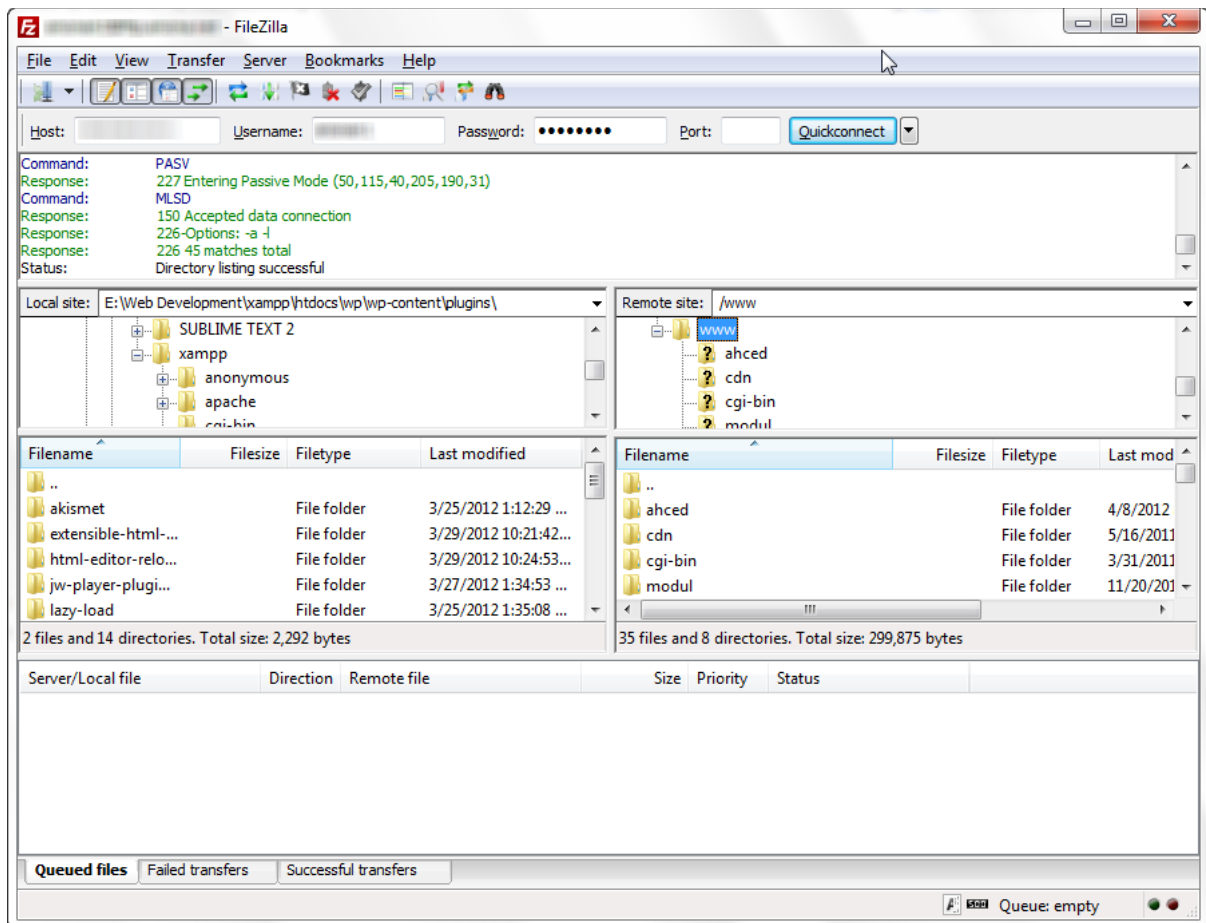 - FileZilla
File Edit View Transfer Server Bookmarks Help
Host: Username: Password: •••••••• Port: Quickconnect
Command: PASV
Response: 227 Entering Passive Mode (50,115,40,205,190,31)
Command: MLSD
Response: 150 Accepted data connection
Response: 226-Options: -a -l
Response: 226 45 matches total
Status: Directory listing successful
Local site: E:\Web Development\xampp\htdocs\wp\wp-content\plugins\
SUBLIME TEXT 2
xampp
anonymous
apache
cgi-bin
Remote site: /www
www
ahced
cdn
cgi-bin
modul
Filename Filesize Filetype Last modified
..
akismet File folder 3/25/2012 1:12:29 ...
extensible-html-... File folder 3/29/2012 10:21:42...
html-editor-relo... File folder 3/29/2012 10:24:53...
jw-player-plugi... File folder 3/27/2012 1:34:53 ...
lazy-load File folder 3/25/2012 1:35:08 ...
2 files and 14 directories. Total size: 2,292 bytes
Filename Filesize Filetype Last mod
..
ahced File folder 4/8/2012
cdn File folder 5/16/2011
cgi-bin File folder 3/31/2011
modul File folder 11/20/201
35 files and 8 directories. Total size: 299,875 bytes
Server/Local file Direction Remote file Size Priority Status
Queued files Failed transfers Successful transfers
Queue: empty